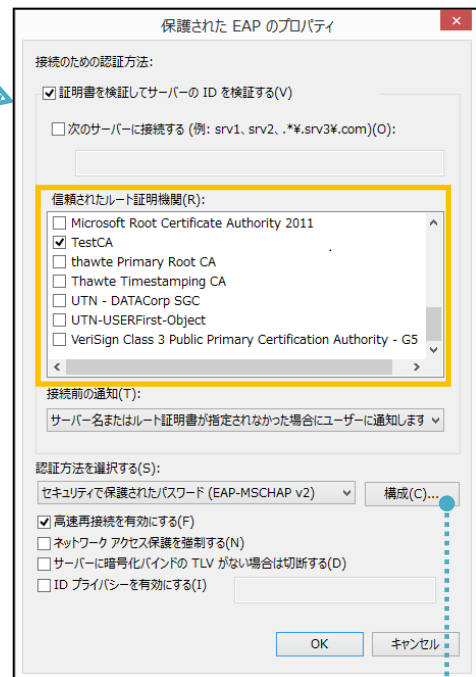 保護された EAP のプロパティ
接続のための認証方法:
証明書を検証してサーバーの ID を検証する(V)
次のサーバーに接続する (例: srv1、srv2、.*¥.srv3¥.com)(O):
信頼されたルート証明機関(R):
Microsoft Root Certificate Authority 2011
TestCA
thawte Primary Root CA
Thawte Timestamping CA
UTN - DATACorp SGC
UTN-USERFirst-Object
VeriSign Class 3 Public Primary Certification Authority - G5
接続前の通知(T):
サーバー名またはルート証明書が指定されなかった場合にユーザーに通知します
認証方法を選択する(S):
セキュリティで保護されたパスワード (EAP-MSCHAP v2)
構成(C)...
高速再接続を有効にする(F)
ネットワーク アクセス保護を強制する(N)
サーバーに暗号化バインドの TLV がない場合は切断する(D)
ID プライバシーを有効にする(I)
OK
キャンセル